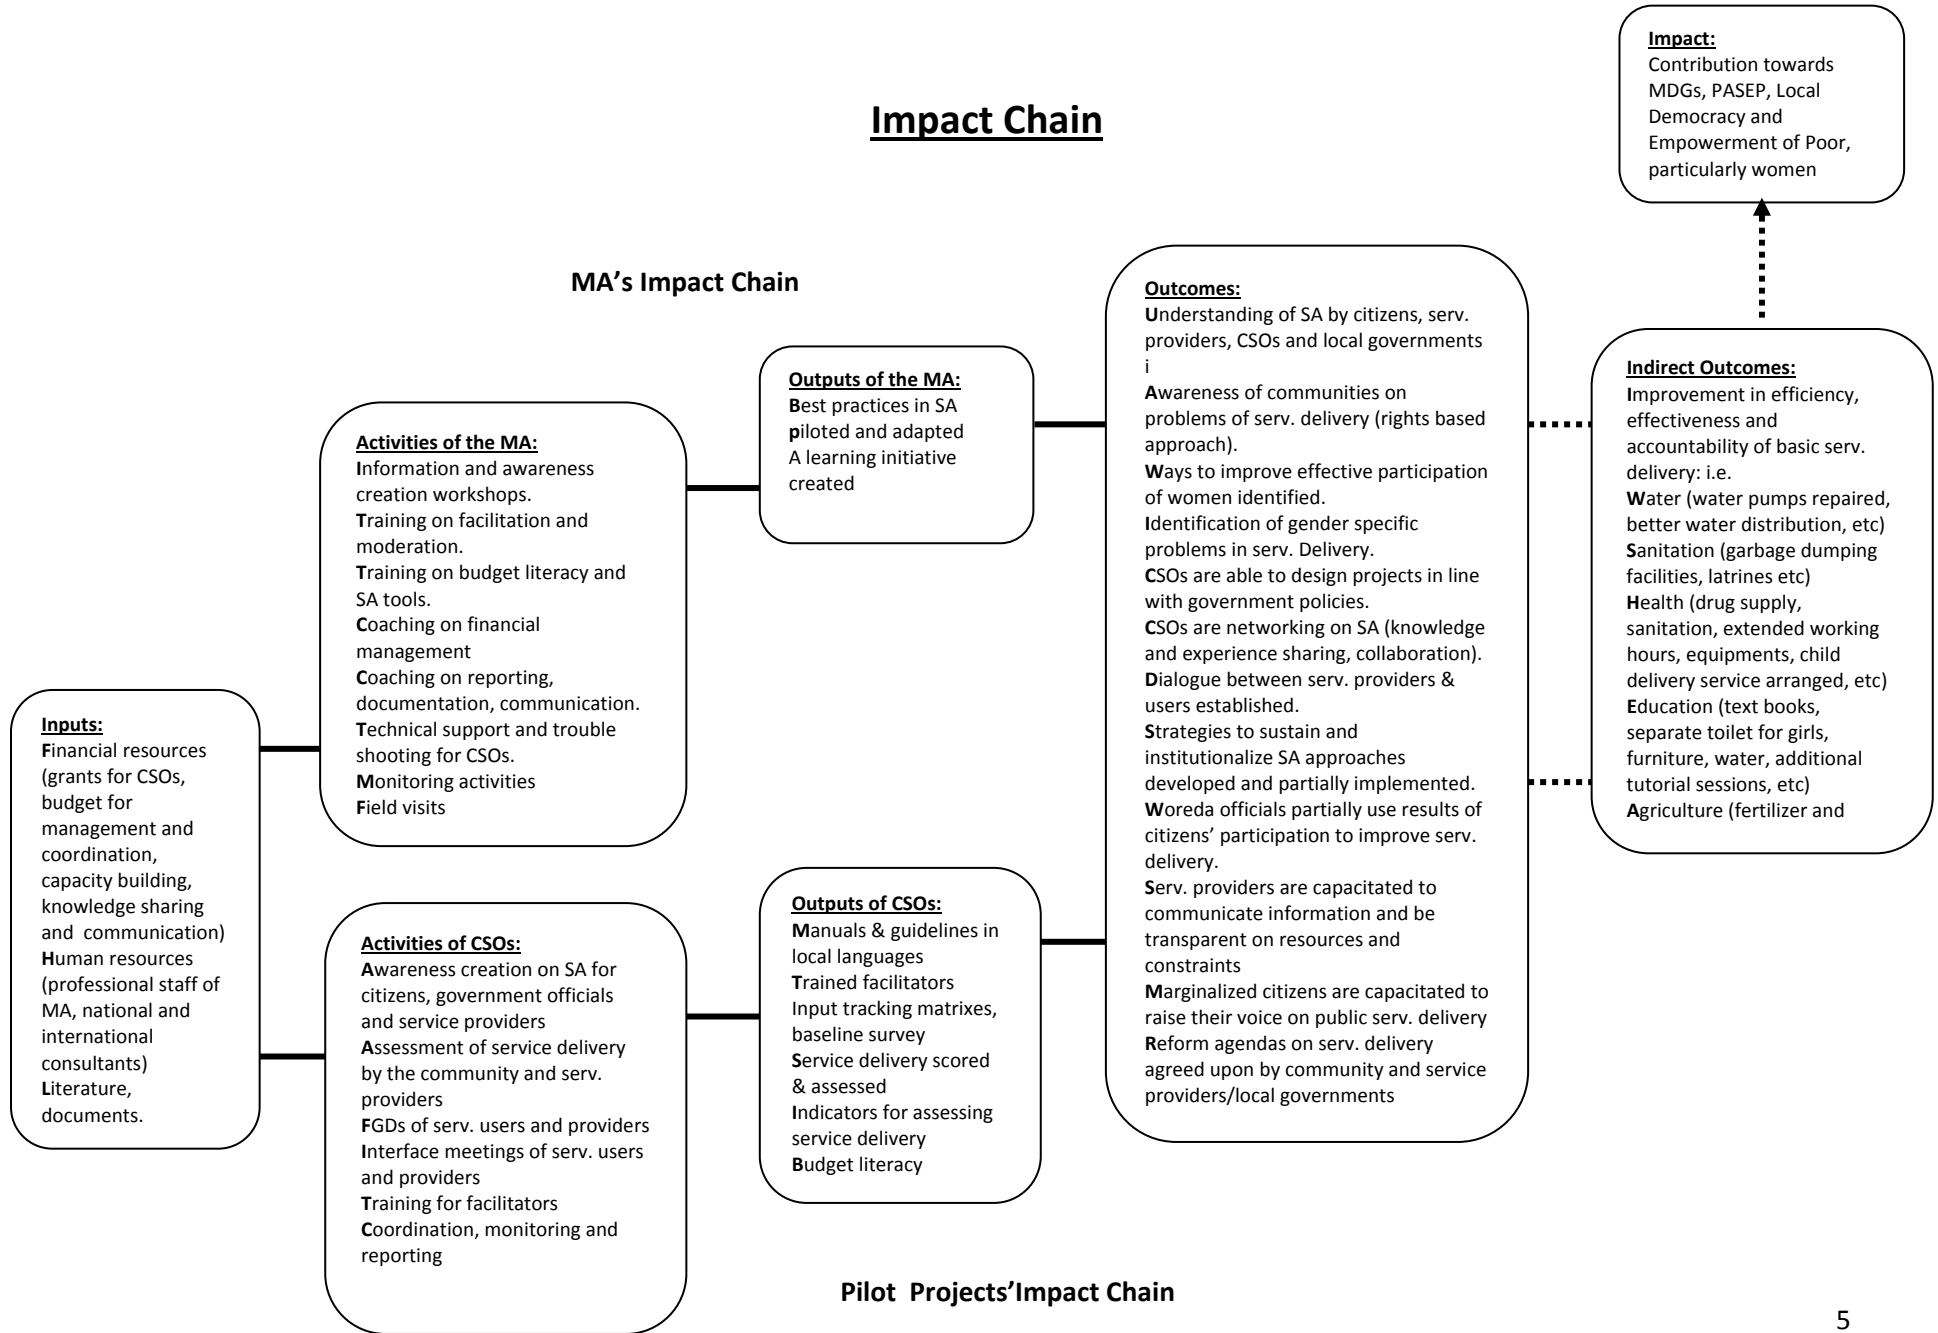 Impact Chain
MA’s Impact Chain
Inputs:
Financial resources
(grants for CSOs,
budget for
management and
coordination,
capacity building,
knowledge sharing
and communication)
Human resources
(professional staff of
MA, national and
international
consultants)
Literature,
documents.
Activities of the MA:
Information and awareness
creation workshops.
Training on facilitation and
moderation.
Training on budget literacy and
SA tools.
Coaching on financial
management
Coaching on reporting,
documentation, communication.
Technical support and trouble
shooting for CSOs.
Monitoring activities
Field visits
Activities of CSOs:
Awareness creation on SA for
citizens, government officials
and service providers
Assessment of service delivery
by the community and serv.
providers
FGDs of serv. users and providers
Interface meetings of serv. users
and providers
Training for facilitators
Coordination, monitoring and
reporting
Outputs of the MA:
Best practices in SA
piloted and adapted
A learning initiative
created
Outputs of CSOs:
Manuals & guidelines in
local languages
Trained facilitators
Input tracking matrixes,
baseline survey
Service delivery scored
& assessed
Indicators for assessing
service delivery
Budget literacy
Outcomes:
Understanding of SA by citizens, serv.
providers, CSOs and local governments
i
Awareness of communities on
problems of serv. delivery (rights based
approach).
Ways to improve effective participation
of women identified.
Identification of gender specific
problems in serv. Delivery.
CSOs are able to design projects in line
with government policies.
CSOs are networking on SA (knowledge
and experience sharing, collaboration).
Dialogue between serv. providers &
users established.
Strategies to sustain and
institutionalize SA approaches
developed and partially implemented.
Woreda officials partially use results of
citizens’ participation to improve serv.
delivery.
Serv. providers are capacitated to
communicate information and be
transparent on resources and
constraints
Marginalized citizens are capacitated to
raise their voice on public serv. delivery
Reform agendas on serv. delivery
agreed upon by community and service
providers/local governments
Indirect Outcomes:
Improvement in efficiency,
effectiveness and
accountability of basic serv.
delivery: i.e.
Water (water pumps repaired,
better water distribution, etc)
Sanitation (garbage dumping
facilities, latrines etc)
Health (drug supply,
sanitation, extended working
hours, equipments, child
delivery service arranged, etc)
Education (text books,
separate toilet for girls,
furniture, water, additional
tutorial sessions, etc)
Agriculture (fertilizer and
Impact:
Contribution towards
MDGs, PASEP, Local
Democracy and
Empowerment of Poor,
particularly women
Pilot Projects’Impact Chain
5